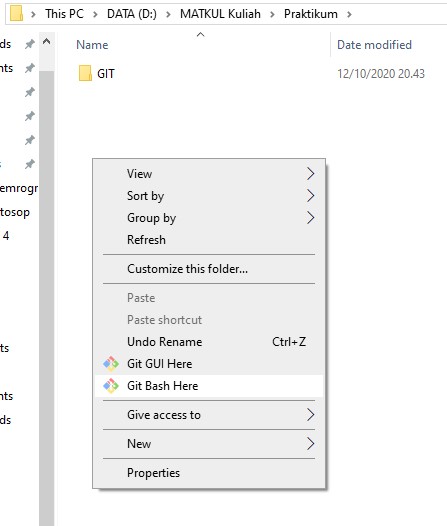 This PC > DATA (D:) > MATKUL Kuliah > Praktikum >
Name Date modified
ds
nts
GIT 12/10/2020 20.43
s
emrogr
tosop
4
ts
nts
ds
View
Sort by
Group by
Refresh
Customize this folder...
Paste
Paste shortcut
Undo Rename Ctrl+Z
Git GUI Here
Git Bash Here
Give access to
New
Properties